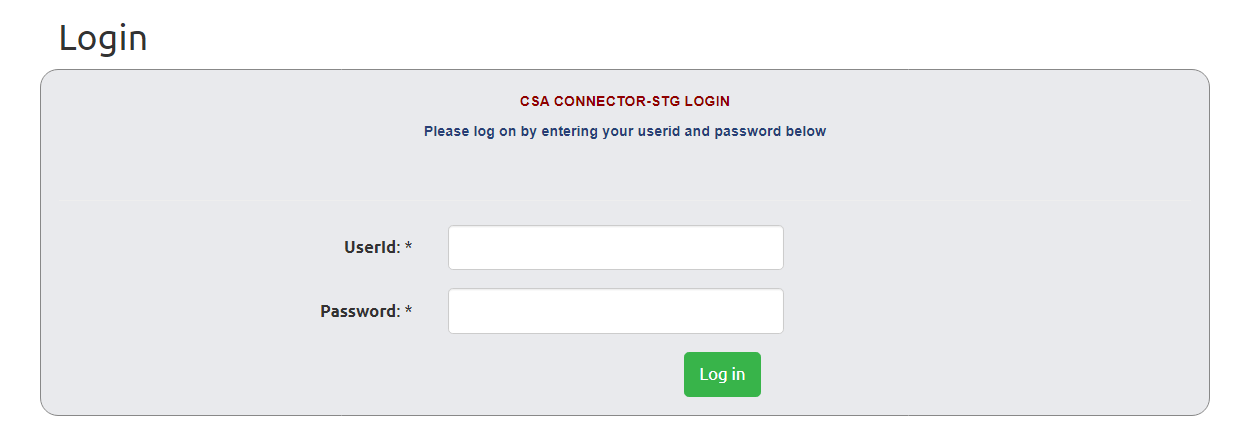 Login
CSA CONNECTOR-STG LOGIN
Please log on by entering your userid and password below
UserId: *
Password: *
Log in